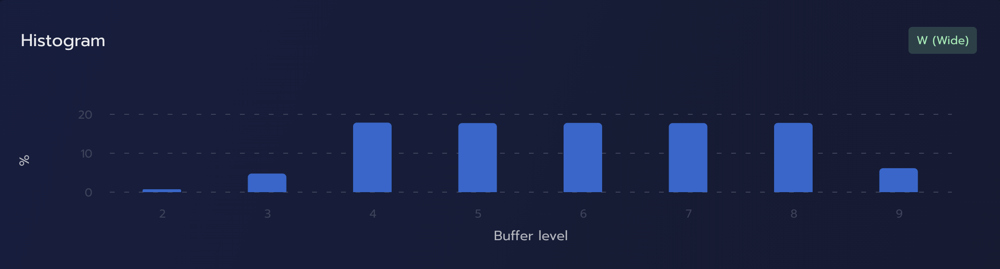 Histogram
W (Wide)
20
10
0
%
2 3 4 5 6 7 8 9
Buffer level